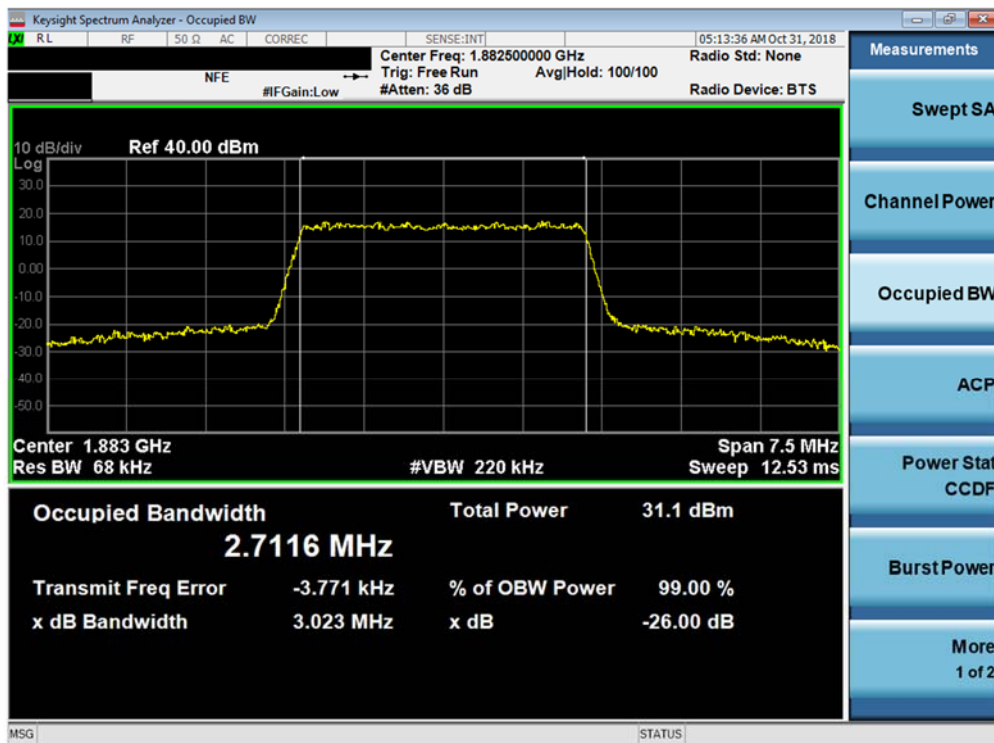 Keysight Spectrum Analyzer - Occupied BW
LXI RL RF 50 Ω AC CORREC SENSE:INT 05:13:36 AM Oct 31, 2018
Center Freq: 1.882500000 GHz Radio Std: None
NFE Trig: Free Run Avg|Hold: 100/100
#IFGain:Low #Atten: 36 dB Radio Device: BTS
10 dB/div Ref 40.00 dBm
Log
30.0
20.0
10.0
0.00
-10.0
-20.0
-30.0
40.0
-50.0
Center 1.883 GHz Span 7.5 MHz
Res BW 68 kHz #VBW 220 kHz Sweep 12.53 ms
Occupied Bandwidth Total Power 31.1 dBm
2.7116 MHz
Transmit Freq Error -3.771 kHz % of OBW Power 99.00 %
x dB Bandwidth 3.023 MHz x dB -26.00 dB
MSG STATUS
Measurements
Swept SA
Channel Power
Occupied BW
ACP
Power Stat
CCDF
Burst Power
More
1 of 2